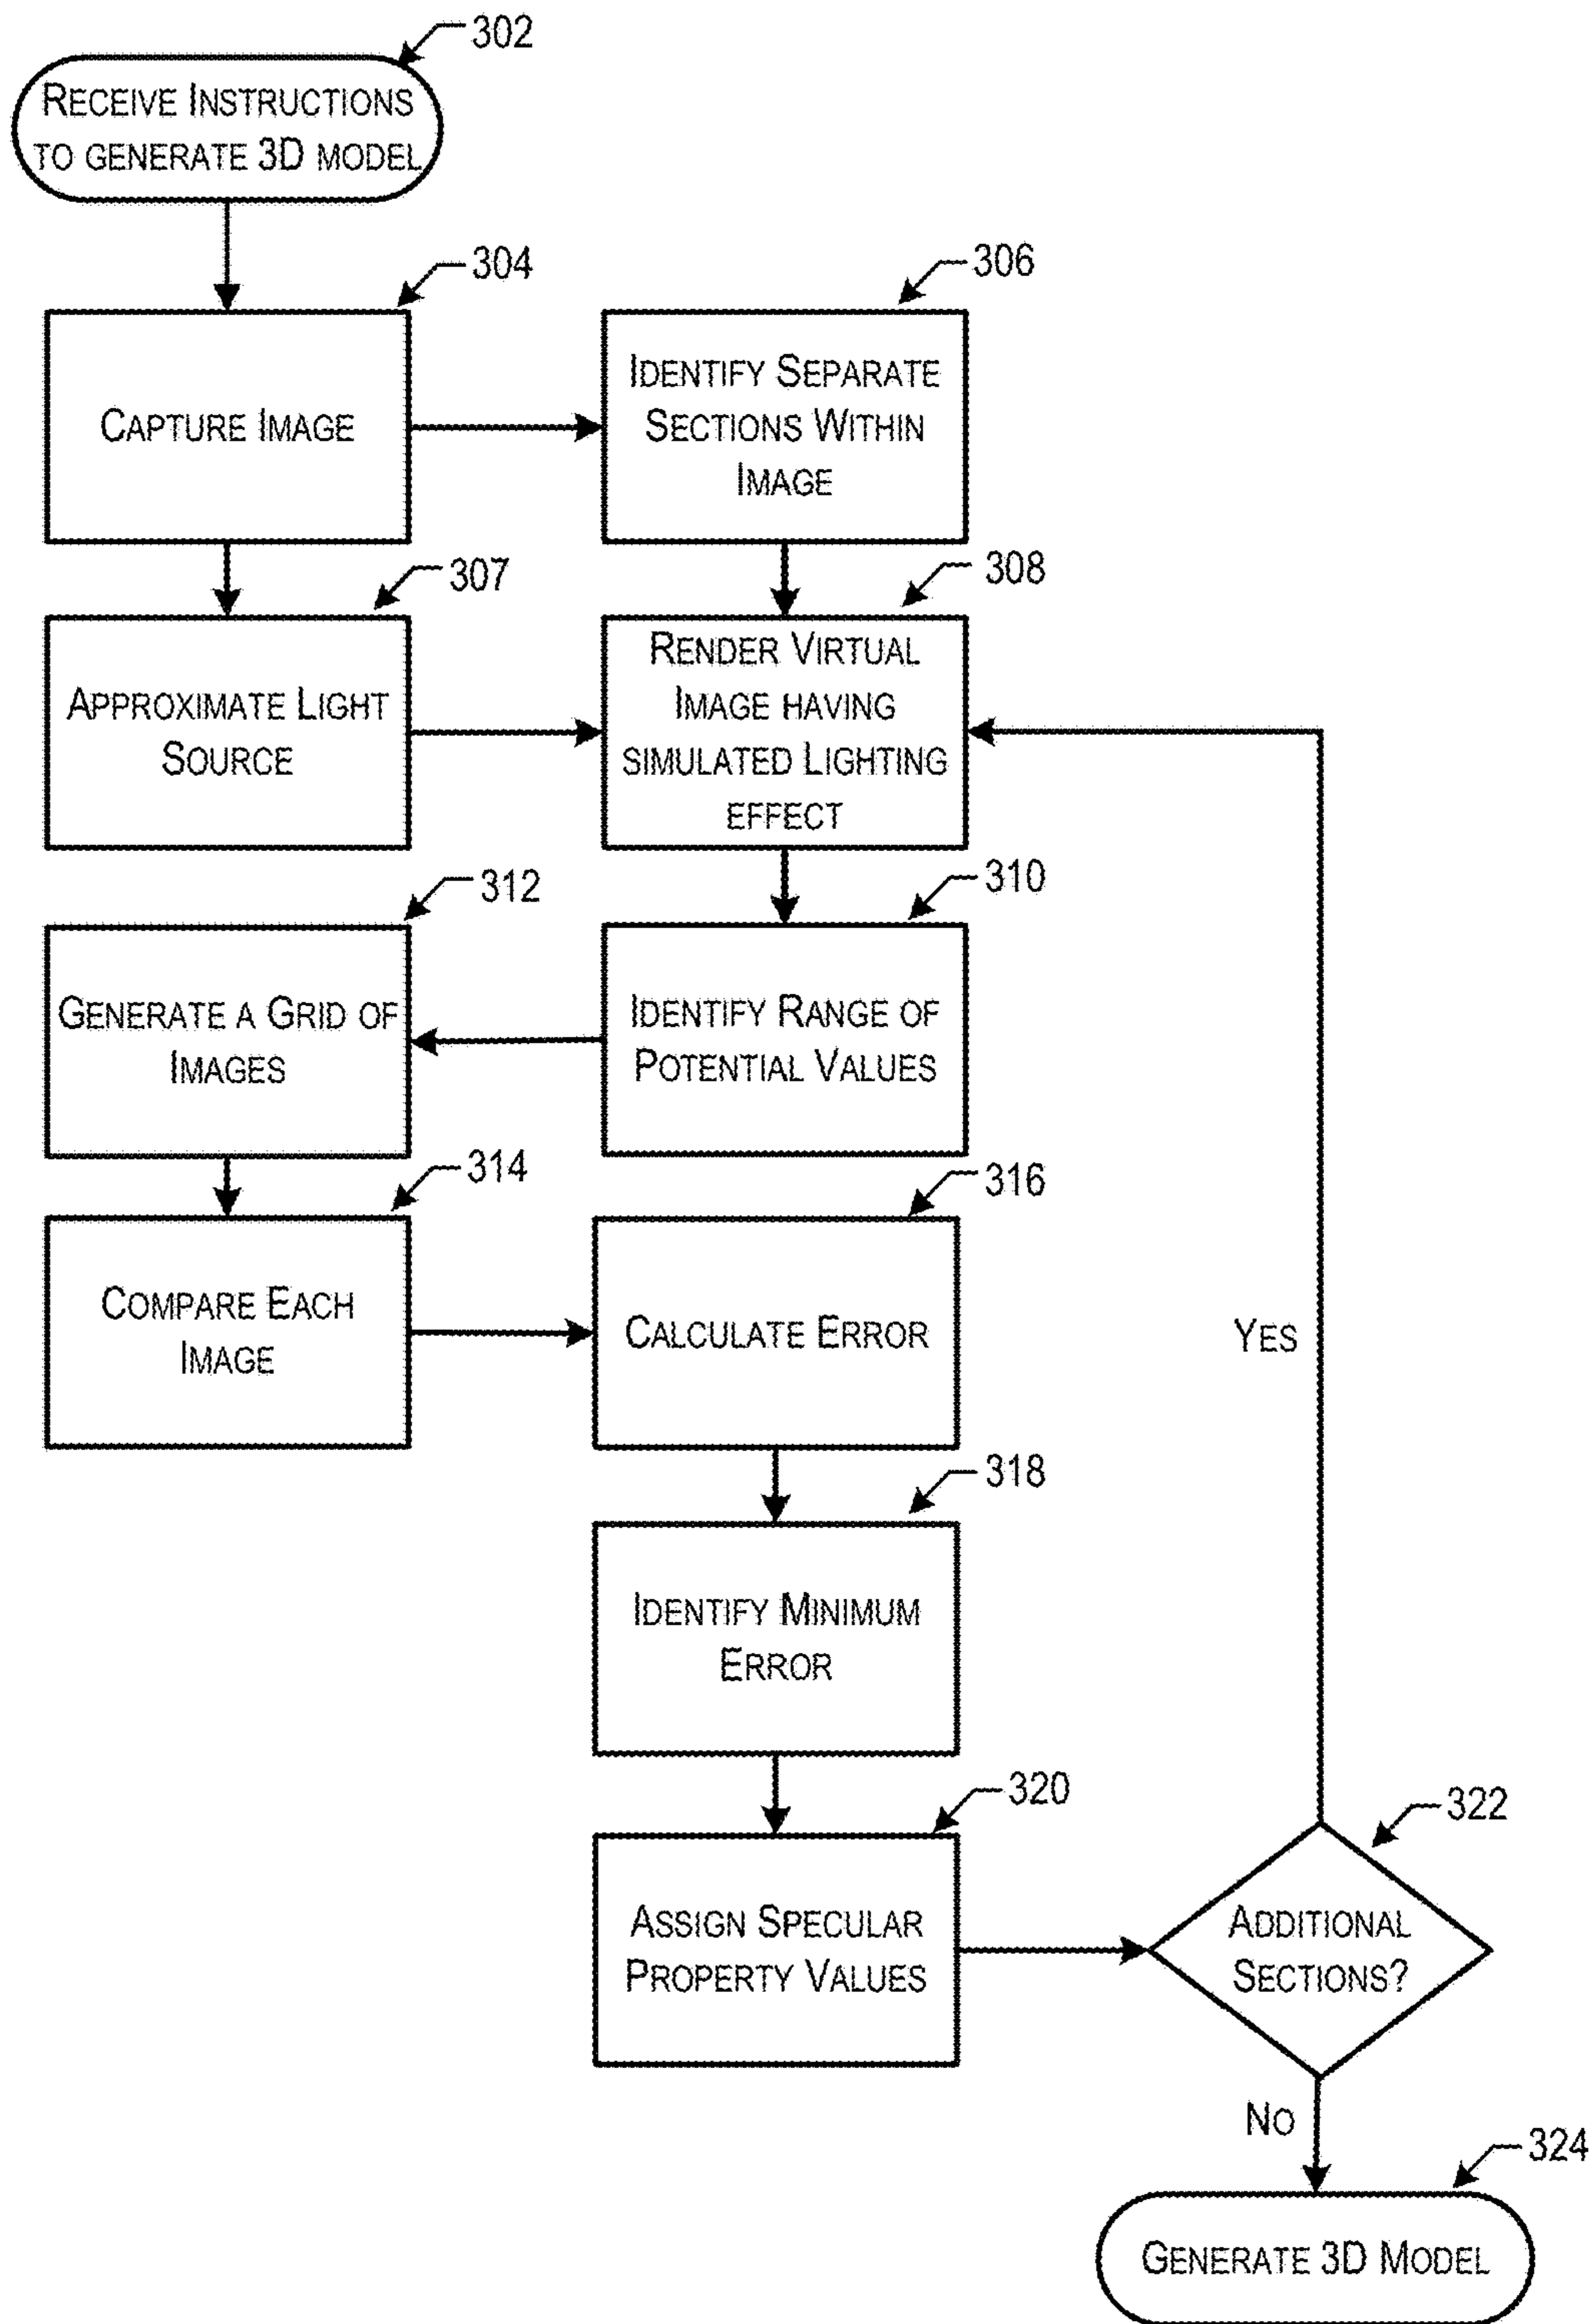 302
RECEIVE INSTRUCTIONS
TO GENERATE 3D MODEL
304
CAPTURE IMAGE
306
IDENTIFY SEPARATE
SECTIONS WITHIN
IMAGE
307
APPROXIMATE LIGHT
SOURCE
308
RENDER VIRTUAL
IMAGE HAVING
SIMULATED LIGHTING
EFFECT
310
IDENTIFY RANGE OF
POTENTIAL VALUES
312
GENERATE A GRID OF
IMAGES
314
COMPARE EACH
IMAGE
316
CALCULATE ERROR
318
IDENTIFY MINIMUM
ERROR
320
ASSIGN SPECULAR
PROPERTY VALUES
322
ADDITIONAL
SECTIONS?
YES
NO
324
GENERATE 3D MODEL